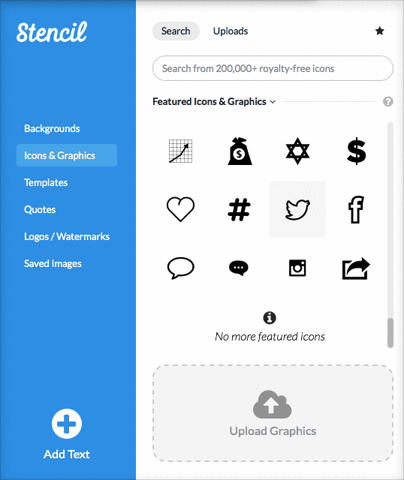 Stencil
Search
Uploads
Search from 200,000+ royalty-free icons
Featured Icons & Graphics
?
Backgrounds
Icons & Graphics
Templates
Quotes
Logos / Watermarks
Saved Images
$
$
#
f
i
No more featured icons
Upload Graphics
Add Text